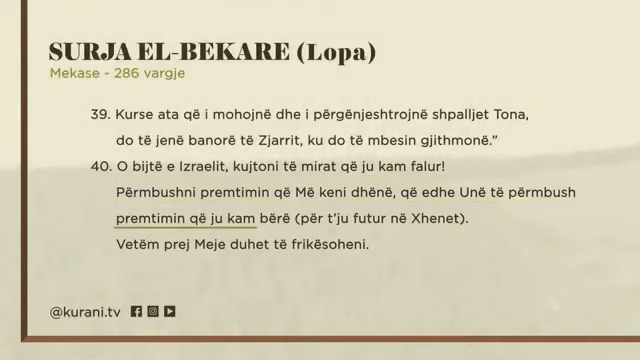 SURJA EL-BEKARE (Lopa)
Mekase - 286 vargje
39. Kurse ata që i mohojnë dhe i përgënjeshtrojnë shpalljet Tona,
do të jenë banorë të Zjarrit, ku do të mbesin gjithmonë.”
40. O bijtë e Izraelit, kujtoni të mirat që ju kam falur!
Përmbushni premtimin që Më keni dhënë, që edhe Unë të përmbush
premtimin që ju kam bërë (për t’ju futur në Xhenet).
Vetëm prej Meje duhet të frikësoheni.
@kurani.tv